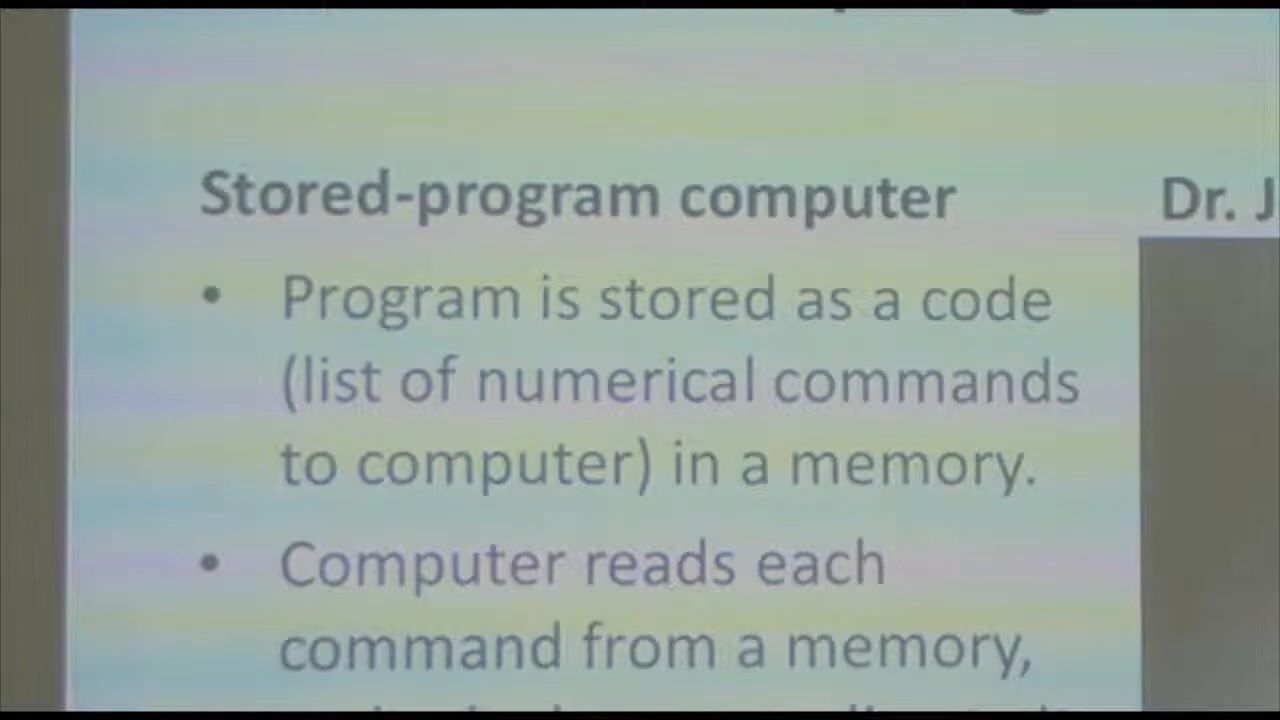 Stored-program computer
Dr. J
• Program is stored as a code
(list of numerical commands
to computer) in a memory.
• Computer reads each
command from a memory,